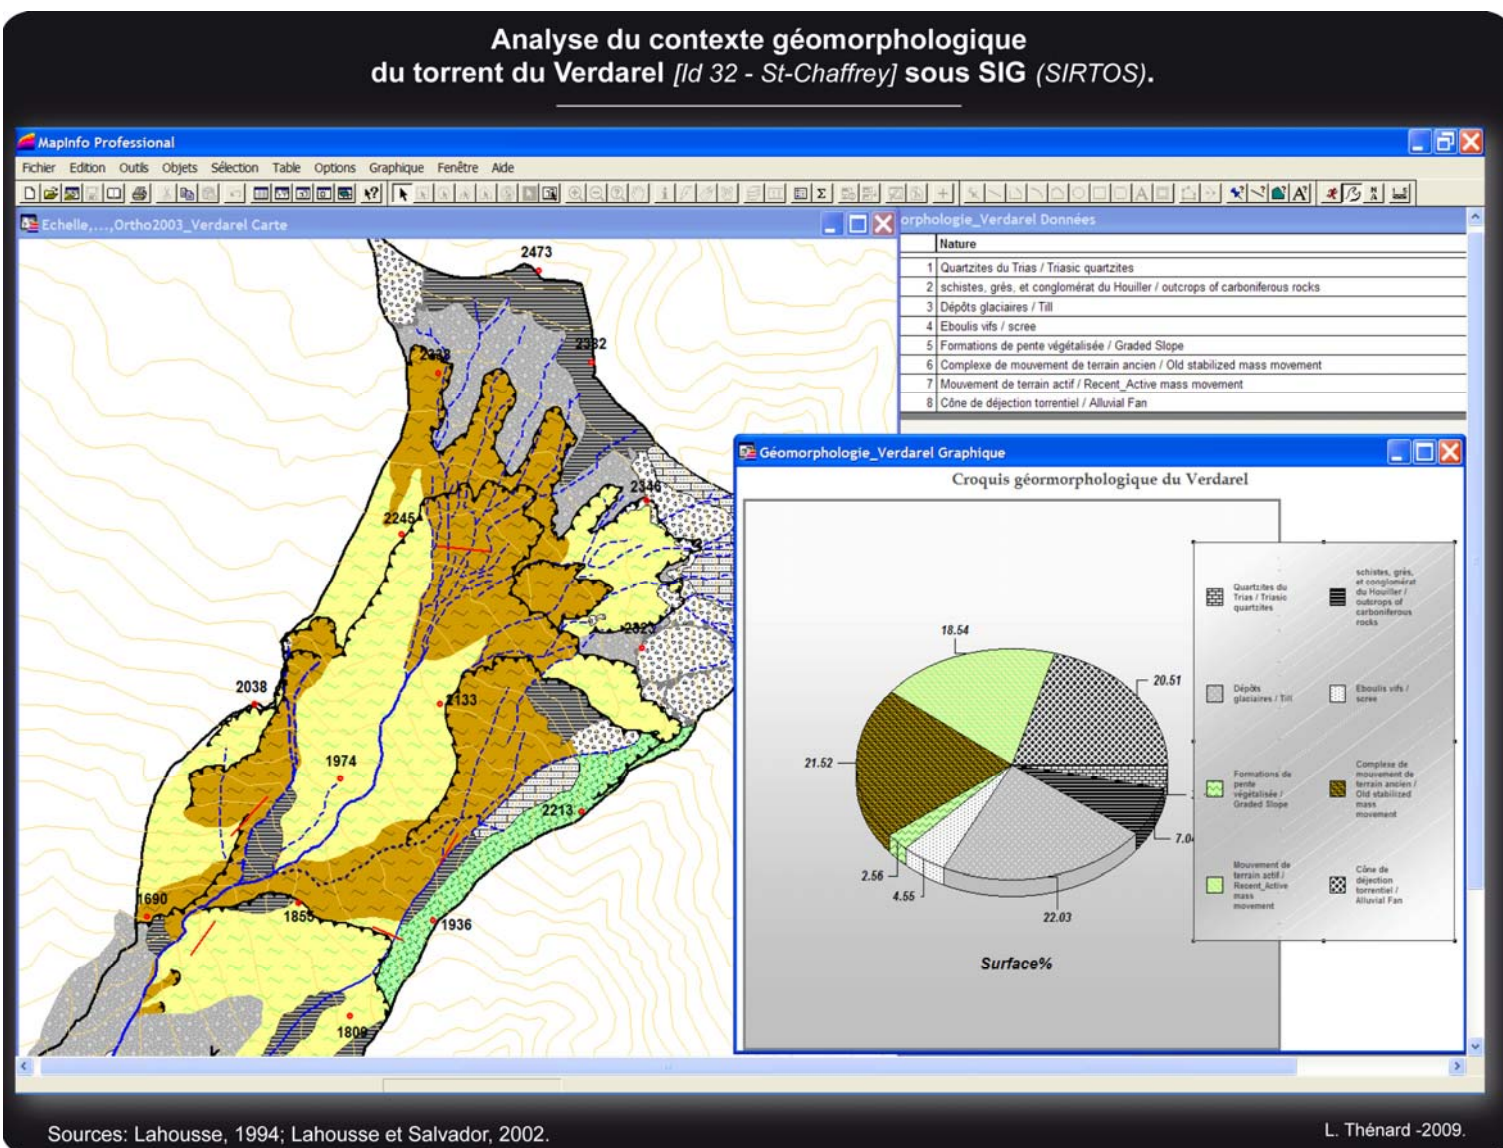 Analyse du contexte géomorphologique
du torrent du Verdarel [Id 32 - St-Chaffrey] sous SIG (SIRTOS).
MapInfo Professional
Fichier Edition Outils Objets Sélection Table Options Graphique Fenêtre Aide
Echelle,...,Ortho2003_Verdarel Carte
orphologie_Verdarel Données
Nature
1 Quartzites du Trias / Triasic quartzites
2 schistes, grès, et conglomérat du Houiller / outcrops of carboniferous rocks
3 Dépôts glaciaires / Till
4 Eboulis vifs / scree
5 Formations de pente végétalisée / Graded Slope
6 Complexe de mouvement de terrain ancien / Old stabilized mass movement
7 Mouvement de terrain actif / Recent_Active mass movement
8 Cône de déjection torrentiel / Alluvial Fan
2473
2338
2332
2346
2245
2323
2038
2133
1974
2213
1690
1855
1936
1809
Géomorphologie_Verdarel Graphique
Croquis géormorphologique du Verdarel
18.54
20.51
21.52
7.04
2.56
4.55
22.03
Surface%
Quartzites du
Trias / Triasic
quartzites
schistes, grès,
et conglomérat
du Houiller /
outcrops of
carboniferous
rocks
Dépôts
glaciaires / Till
Eboulis vifs /
scree
Formations de
pente
végétalisée /
Graded Slope
Complexe de
mouvement de
terrain ancien /
Old stabilized
mass
movement
Mouvement de
terrain actif /
Recent_Active
mass
movement
Cône de
déjection
torrentiel /
Alluvial Fan
Sources: Lahousse, 1994; Lahousse et Salvador, 2002.
L. Thénard -2009.